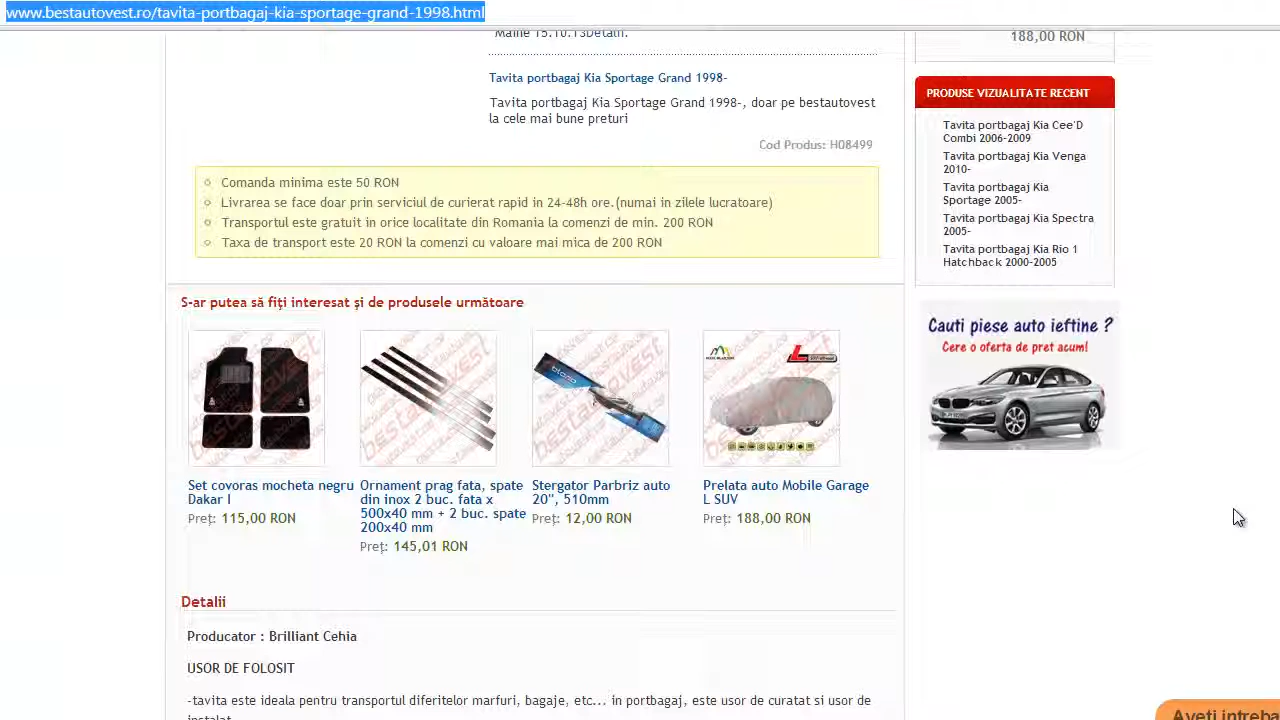 www.bestautovest.ro/tavita-portbagaj-kia-sportage-grand-1998.html
188,00 RON
Tavita portbagaj Kia Sportage Grand 1998-
Tavita portbagaj Kia Sportage Grand 1998-, doar pe bestautovest
la cele mai bune preturi
Cod Produs: H08499
Comanda minima este 50 RON
Livrarea se face doar prin serviciul de curierat rapid in 24-48h ore.(numai in zilele lucratoare)
Transportul este gratuit in orice localitate din Romania la comenzi de min. 200 RON
Taxa de transport este 20 RON la comenzi cu valoare mai mica de 200 RON
PRODUSE VIZUALITATE RECENT
Tavita portbagaj Kia Cee'D
Combi 2006-2009
Tavita portbagaj Kia Venga
2010-
Tavita portbagaj Kia
Sportage 2005-
Tavita portbagaj Kia Spectra
2005-
Tavita portbagaj Kia Rio 1
Hatchback 2000-2005
Cauti piese auto ieftine ?
Cere o oferta de pret acum!
S-ar putea să fiţi interesat şi de produsele următoare
Set covoras mocheta negru
Dakar I
Preţ: 115,00 RON
Ornament prag fata, spate
din inox 2 buc. fata x
500x40 mm + 2 buc. spate
200x40 mm
Preţ: 145,01 RON
Stergator Parbriz auto
20", 510mm
Preţ: 12,00 RON
Prelata auto Mobile Garage
L SUV
Preţ: 188,00 RON
Detalii
Producator : Brilliant Cehia
USOR DE FOLOSIT
-tavita este ideala pentru transportul diferitelor marfuri, bagaje, etc... in portbagaj, este usor de curatat si usor de
Aveti intreba